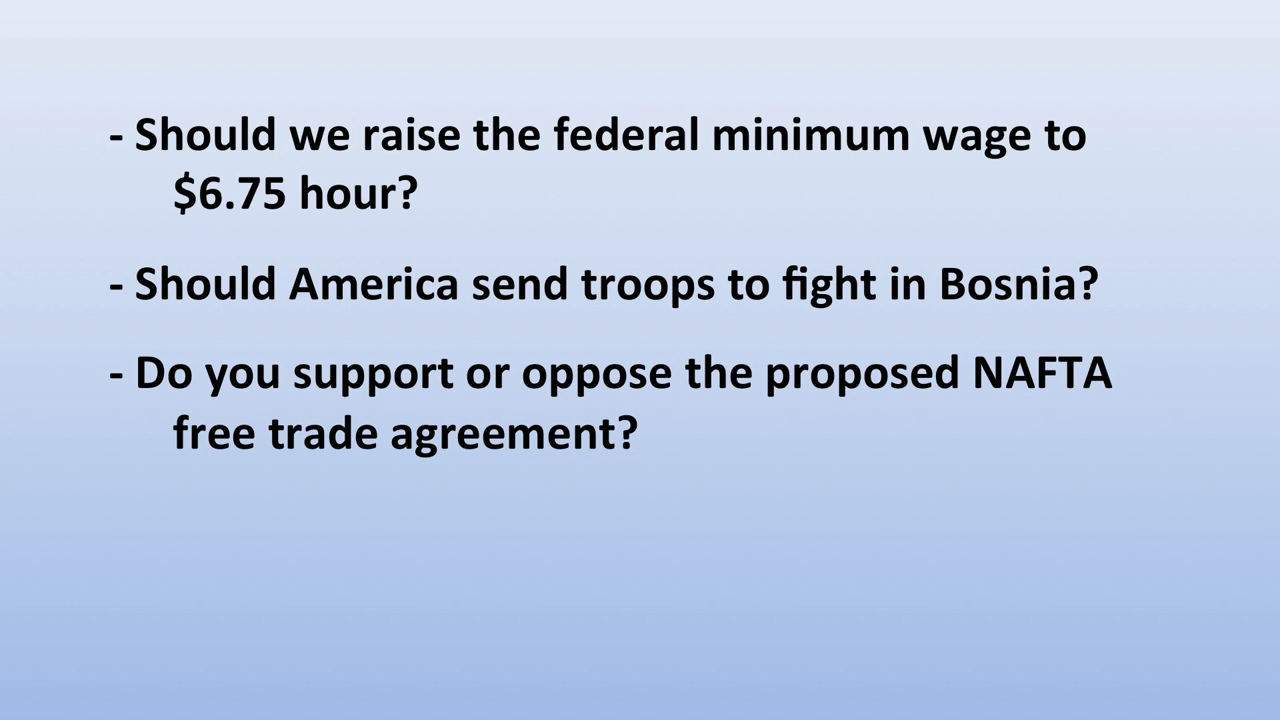 - Should we raise the federal minimum wage to
$6.75 hour?
- Should America send troops to fight in Bosnia?
- Do you support or oppose the proposed NAFTA
free trade agreement?